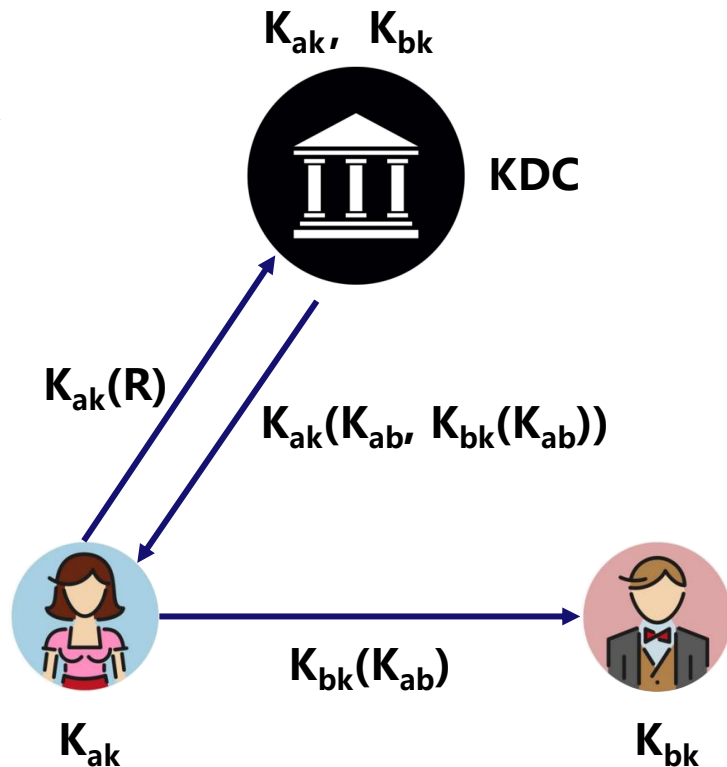 Kak, Kbk
KDC
Kak(R)
Kak(Kab, Kbk(Kab))
Kbk(Kab)
Kak
Kbk